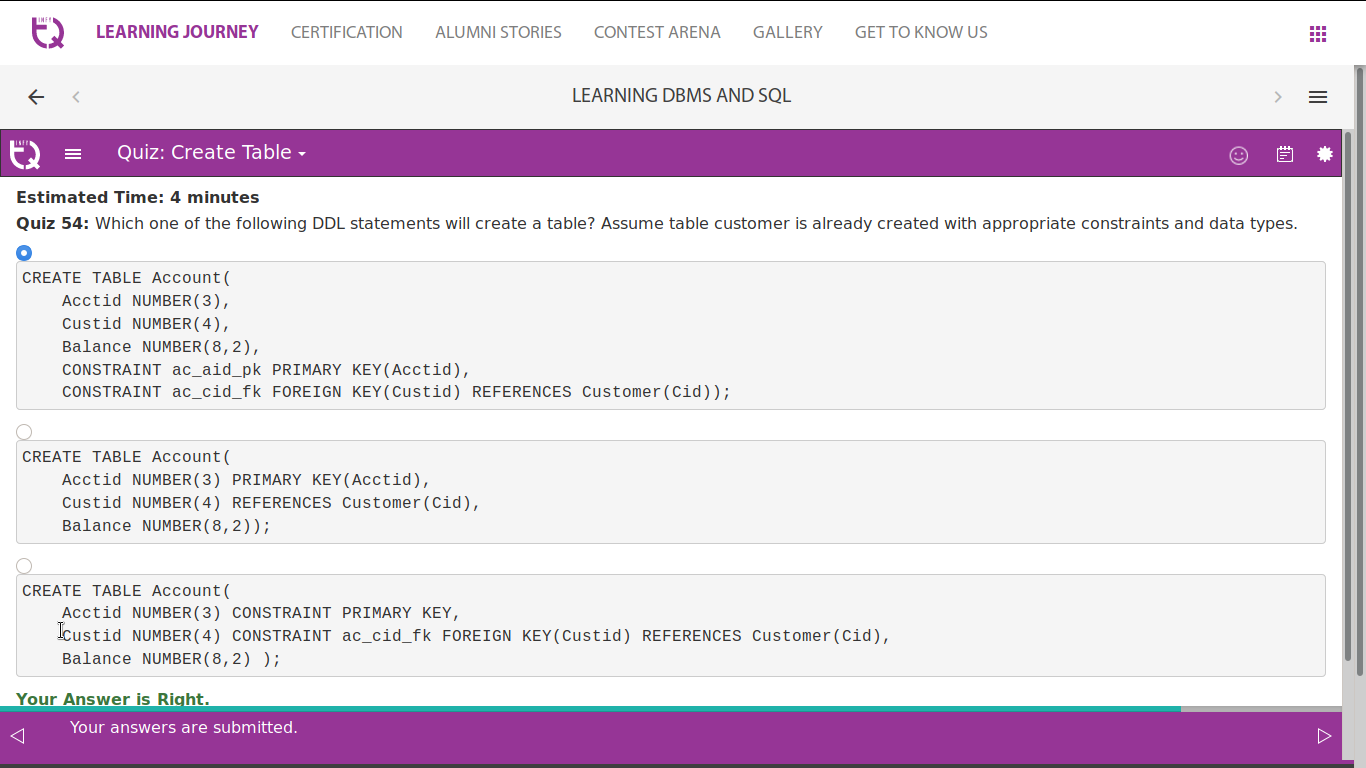 INFY
TQ
LEARNING JOURNEY CERTIFICATION ALUMNI STORIES CONTEST ARENA GALLERY GET TO KNOW US
LEARNING DBMS AND SQL
INFY
TQ
Quiz: Create Table
Estimated Time: 4 minutes
Quiz 54: Which one of the following DDL statements will create a table? Assume table customer is already created with appropriate constraints and data types.
CREATE TABLE Account(
    Acctid NUMBER(3),
    Custid NUMBER(4),
    Balance NUMBER(8,2),
    CONSTRAINT ac_aid_pk PRIMARY KEY(Acctid),
    CONSTRAINT ac_cid_fk FOREIGN KEY(Custid) REFERENCES Customer(Cid));
CREATE TABLE Account(
    Acctid NUMBER(3) PRIMARY KEY(Acctid),
    Custid NUMBER(4) REFERENCES Customer(Cid),
    Balance NUMBER(8,2));
CREATE TABLE Account(
    Acctid NUMBER(3) CONSTRAINT PRIMARY KEY,
    Custid NUMBER(4) CONSTRAINT ac_cid_fk FOREIGN KEY(Custid) REFERENCES Customer(Cid),
    Balance NUMBER(8,2) );
Your Answer is Right.
Your answers are submitted.